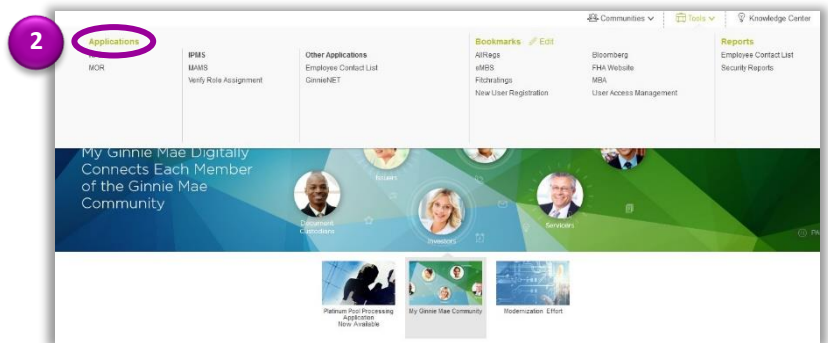 2
Communities
Tools
Knowledge Center
Applications
MOR
IPMS
MAMS
Verify Role Assignment
Other Applications
Employee Contact List
GinnieNET
Bookmarks Edit
AllRegs
eMBS
Fitchratings
New User Registration
Bloomberg
FHA Website
MBA
User Access Management
Reports
Employee Contact List
Security Reports
My Ginnie Mae Digitally
Connects Each Member
of the Ginnie Mae
Community
Issuers
Document
Custodians
Investors
Servicers
Platinum Pool Processing
Application
Now Available
My Ginnie Mae Community
Modernization Effort